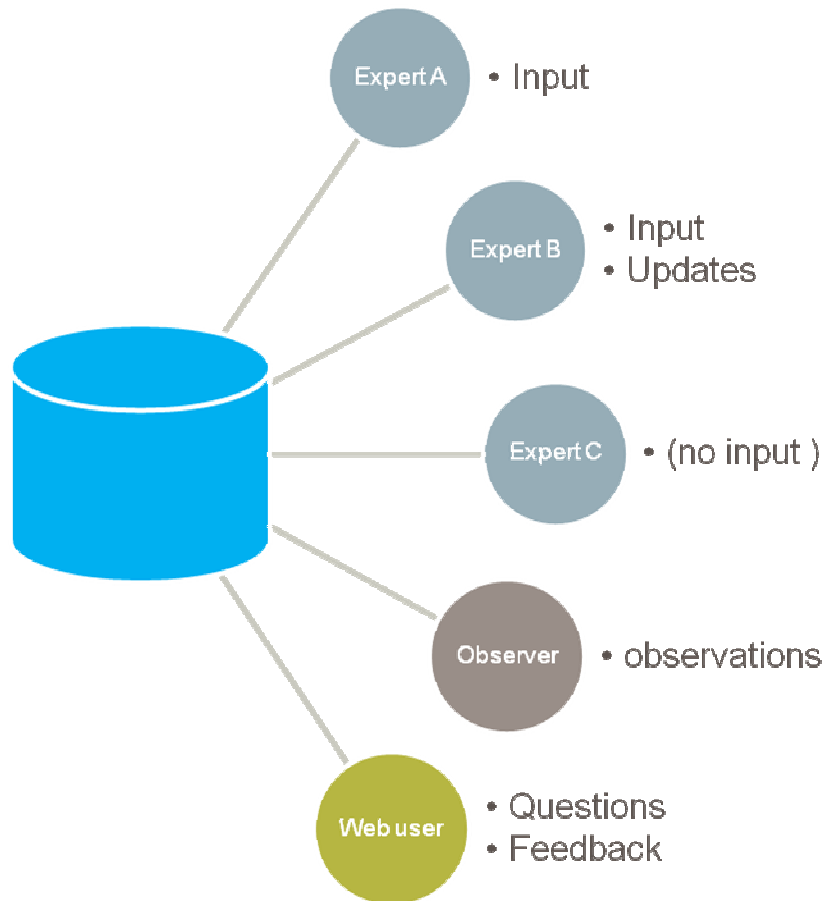 Expert A
• Input
Expert B
• Input
• Updates
Expert C
• (no input )
Observer
• observations
Web user
• Questions
• Feedback